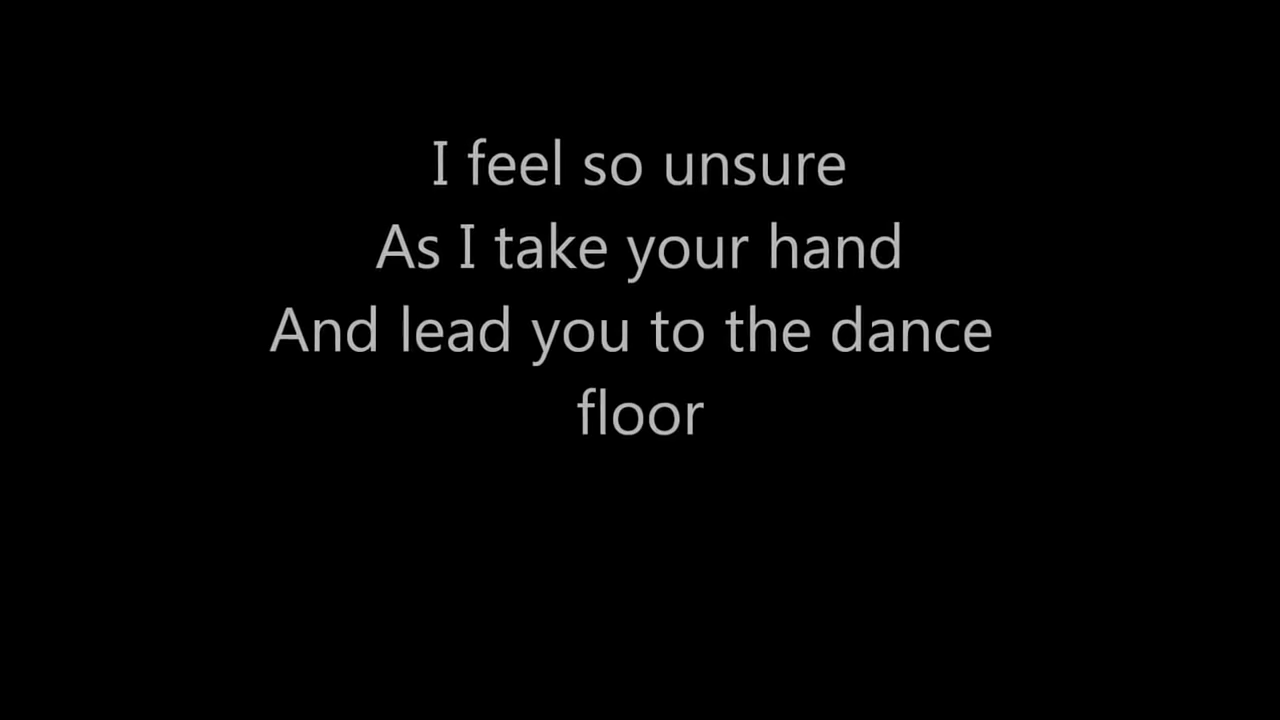 I feel so unsure
As I take your hand
And lead you to the dance
floor